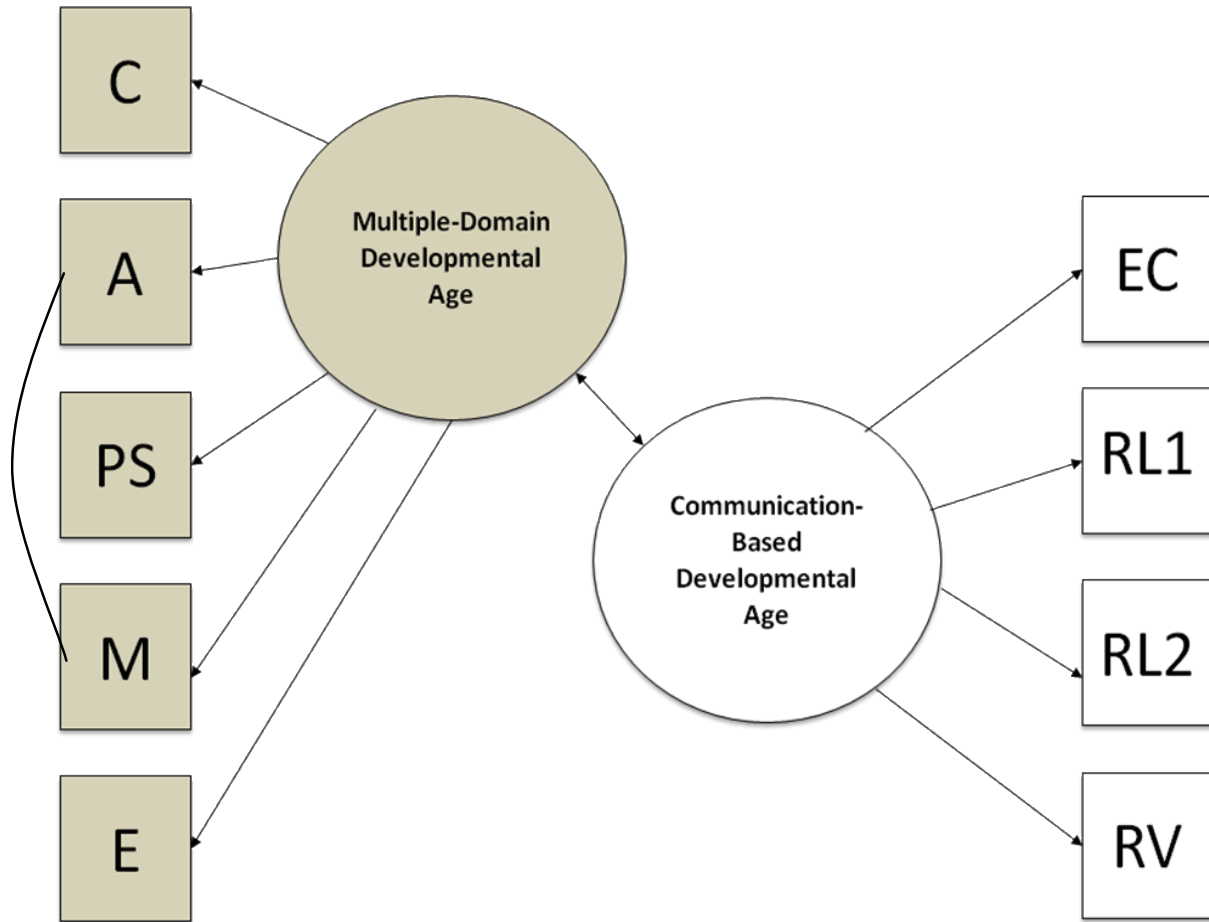 C
A
PS
M
E
Multiple-Domain
Developmental
Age
Communication-
Based
Developmental
Age
EC
RL1
RL2
RV